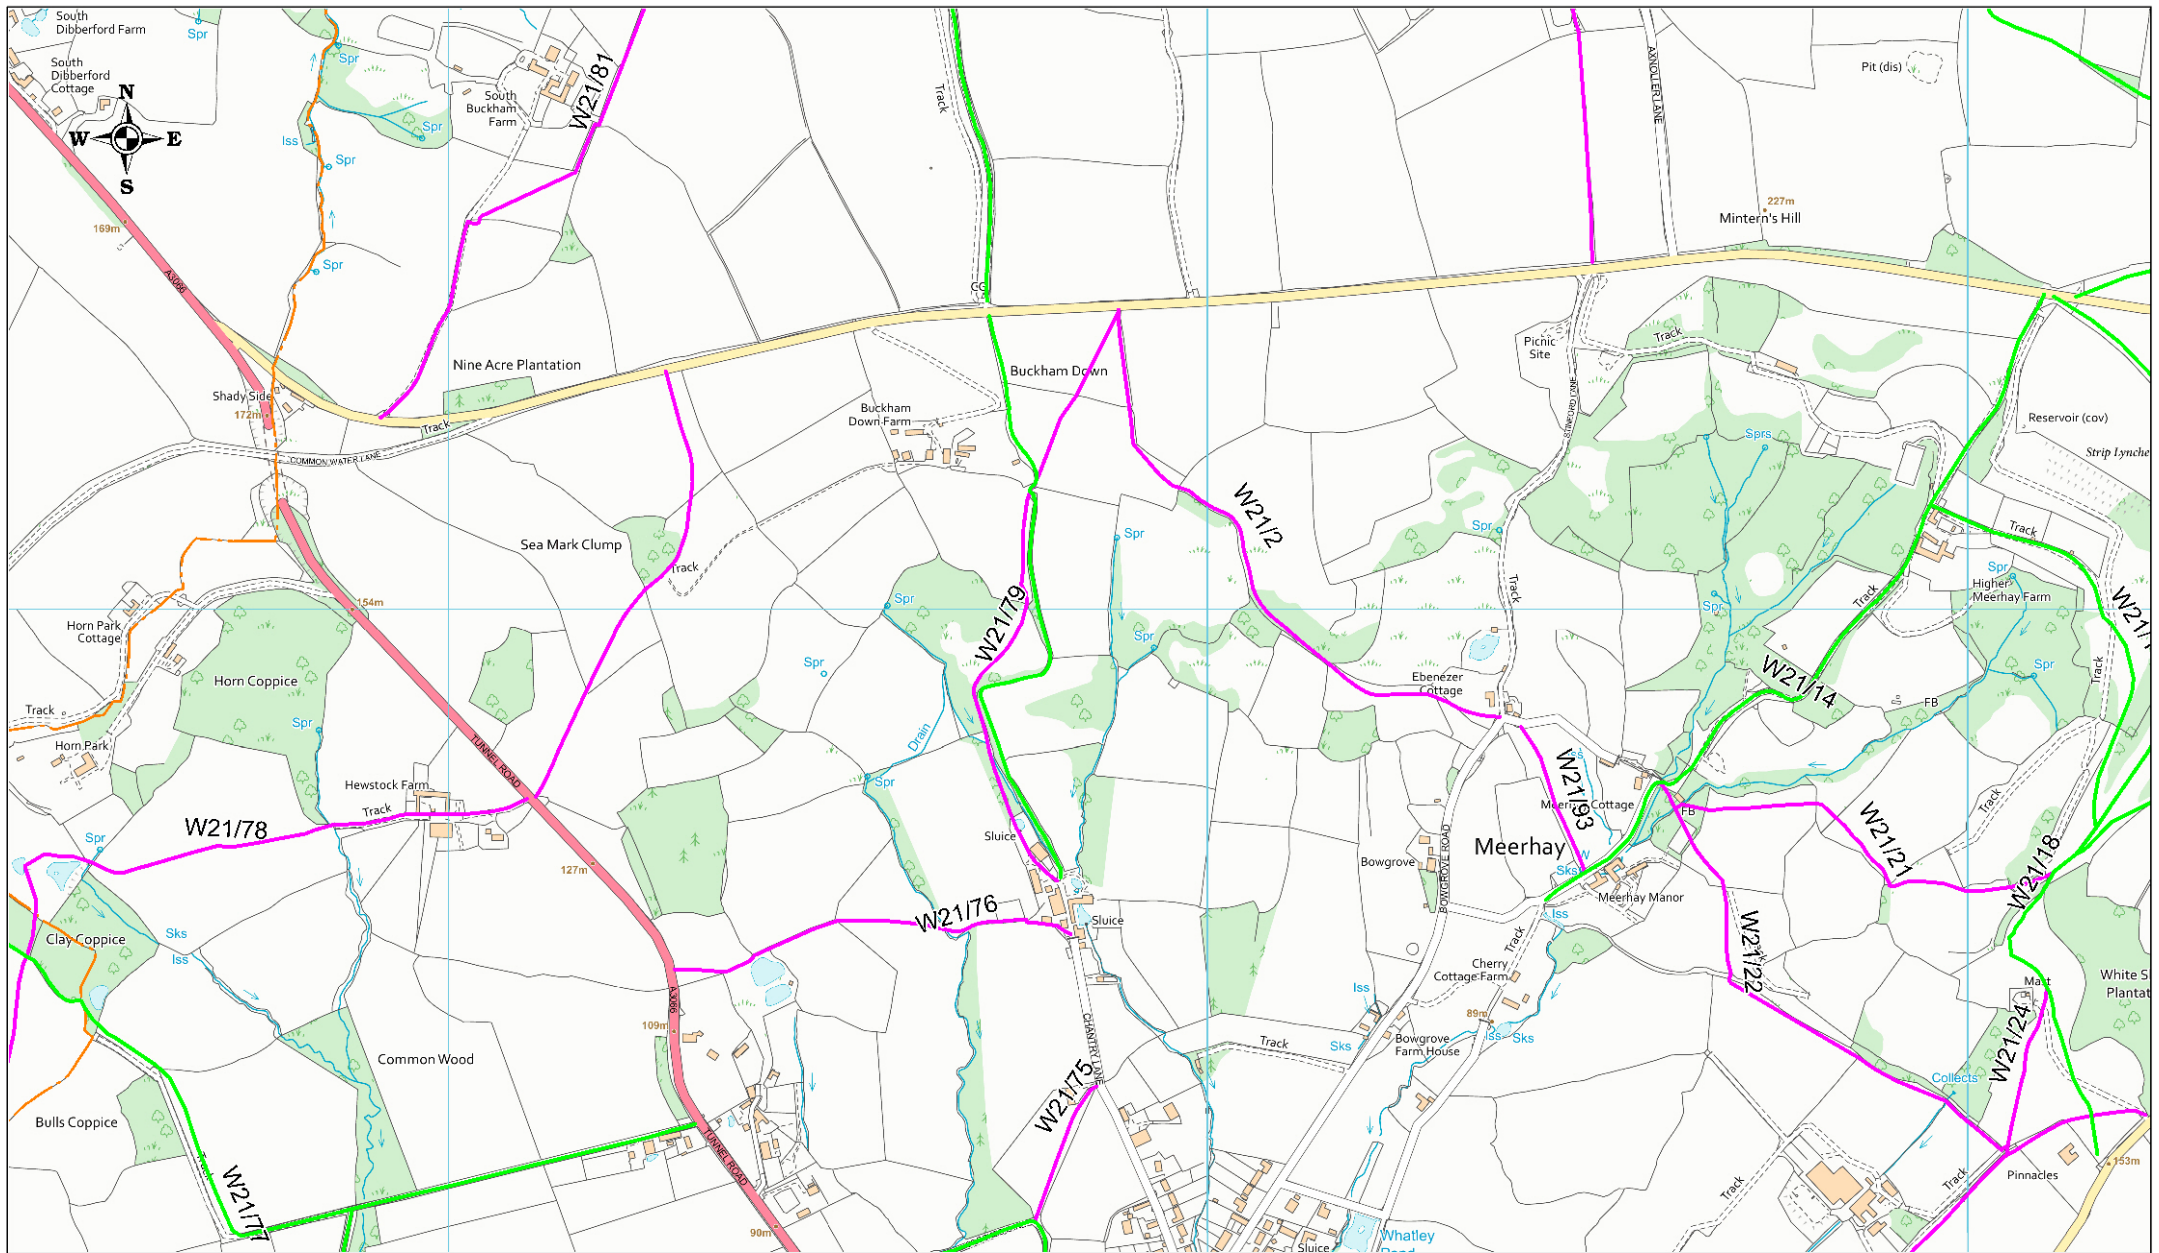 South
Dibberford Farm
Spr
South
Dibberford
Cottage
N
W
E
S
Spr
Iss
Spr
Spr
South
Buckham
Farm
W21/81
Track
AXNOLLER LANE
Pit (dis)
227m
Mintern's Hill
169m
A3066
Spr
CG
Nine Acre Plantation
Shady Side
172m
Track
COMMON WATER LANE
Buckham Down
Buckham
Down Farm
Picnic
Site
Track
Reservoir (cov)
Strip Lynche
Sprs
Sea Mark Clump
Track
Spr
W21/2
Spr
Track
Track
Spr
Higher
Meerhay Farm
Track
W21/1
154m
Horn Park
Cottage
Horn Coppice
Spr
W21/79
Spr
Spr
Spr
Spr
Track
Ebenezer
Cottage
W21/14
FB
Track
Horn Park
Spr
Drain
Spr
TUNNEL ROAD
Hewstock Farm
Track
W21/78
Spr
127m
Sluice
Iss
W21/93
Meerhay Cottage
FB
Track
Meerhay
W21/21
W21/18
Bowgrove
BOWGROVE ROAD
Sks
Meerhay Manor
Clay Coppice
Sks
Iss
W21/76
Sluice
Iss
Track
Cherry
Cottage Farm
W21/22
Mast
White S
Plantat
A3066
109m
CHANTRY LANE
Iss
89m
Sks
Iss
Sks
Bowgrove
Farm House
Track
W21/24
Collects
Common Wood
Bulls Coppice
W21/75
Track
W21/77
TUNNEL ROAD
90m
Track
Track
Pinnacles
153m
Sluice
Whatley